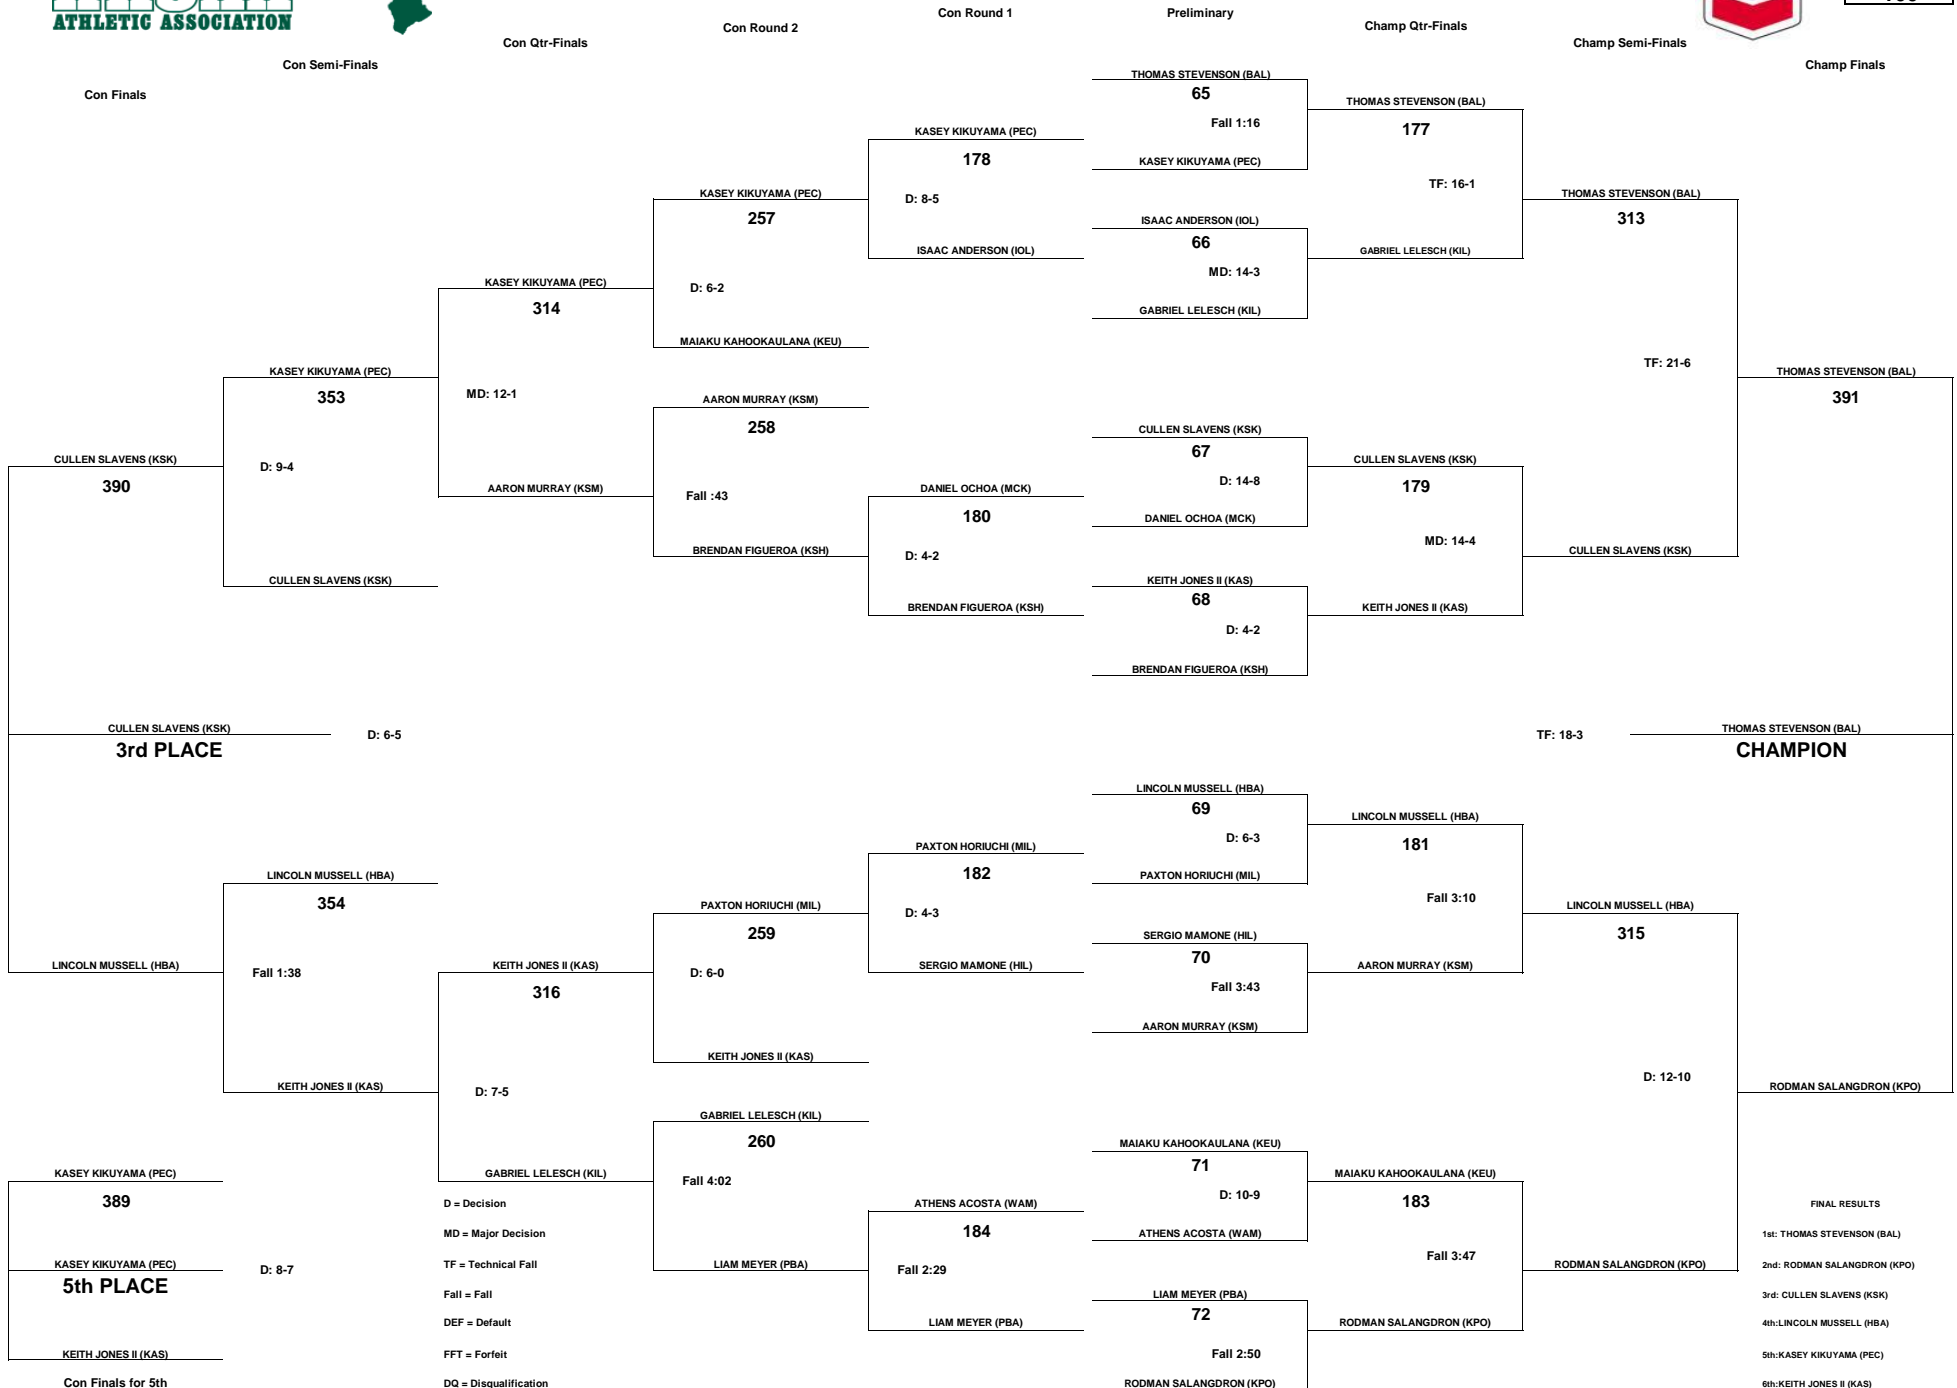 ATHLETIC ASSOCIATION
Con Finals
Con Semi-Finals
Con Qtr-Finals
Con Round 2
Con Round 1
Preliminary
Champ Qtr-Finals
Champ Semi-Finals
Champ Finals
THOMAS STEVENSON (BAL)
65
Fall 1:16
KASEY KIKUYAMA (PEC)
ISAAC ANDERSON (IOL)
66
MD: 14-3
GABRIEL LELESCH (KIL)
CULLEN SLAVENS (KSK)
67
D: 14-8
DANIEL OCHOA (MCK)
KEITH JONES II (KAS)
68
D: 4-2
BRENDAN FIGUEROA (KSH)
LINCOLN MUSSELL (HBA)
69
D: 6-3
PAXTON HORIUCHI (MIL)
SERGIO MAMONE (HIL)
70
Fall 3:43
AARON MURRAY (KSM)
MAIAKU KAHOOKAULANA (KEU)
71
D: 10-9
ATHENS ACOSTA (WAM)
LIAM MEYER (PBA)
72
Fall 2:50
RODMAN SALANGDRON (KPO)
THOMAS STEVENSON (BAL)
177
TF: 16-1
GABRIEL LELESCH (KIL)
CULLEN SLAVENS (KSK)
179
MD: 14-4
KEITH JONES II (KAS)
LINCOLN MUSSELL (HBA)
181
Fall 3:10
AARON MURRAY (KSM)
MAIAKU KAHOOKAULANA (KEU)
183
Fall 3:47
RODMAN SALANGDRON (KPO)
THOMAS STEVENSON (BAL)
313
TF: 21-6
CULLEN SLAVENS (KSK)
LINCOLN MUSSELL (HBA)
315
D: 12-10
RODMAN SALANGDRON (KPO)
THOMAS STEVENSON (BAL)
391
TF: 18-3
THOMAS STEVENSON (BAL)
CHAMPION
RODMAN SALANGDRON (KPO)
KASEY KIKUYAMA (PEC)
178
D: 8-5
ISAAC ANDERSON (IOL)
DANIEL OCHOA (MCK)
180
D: 4-2
BRENDAN FIGUEROA (KSH)
PAXTON HORIUCHI (MIL)
182
D: 4-3
SERGIO MAMONE (HIL)
ATHENS ACOSTA (WAM)
184
Fall 2:29
LIAM MEYER (PBA)
KASEY KIKUYAMA (PEC)
257
D: 6-2
MAIAKU KAHOOKAULANA (KEU)
AARON MURRAY (KSM)
258
Fall :43
BRENDAN FIGUEROA (KSH)
PAXTON HORIUCHI (MIL)
259
D: 6-0
KEITH JONES II (KAS)
GABRIEL LELESCH (KIL)
260
Fall 4:02
LIAM MEYER (PBA)
KASEY KIKUYAMA (PEC)
314
MD: 12-1
AARON MURRAY (KSM)
KEITH JONES II (KAS)
316
D: 7-5
GABRIEL LELESCH (KIL)
KASEY KIKUYAMA (PEC)
353
D: 9-4
CULLEN SLAVENS (KSK)
LINCOLN MUSSELL (HBA)
354
Fall 1:38
KEITH JONES II (KAS)
CULLEN SLAVENS (KSK)
390
CULLEN SLAVENS (KSK)
3rd PLACE
D: 6-5
LINCOLN MUSSELL (HBA)
KASEY KIKUYAMA (PEC)
389
KASEY KIKUYAMA (PEC)
5th PLACE
D: 8-7
KEITH JONES II (KAS)
Con Finals for 5th
D = Decision
MD = Major Decision
TF = Technical Fall
Fall = Fall
DEF = Default
FFT = Forfeit
DQ = Disqualification
FINAL RESULTS
1st: THOMAS STEVENSON (BAL)
2nd: RODMAN SALANGDRON (KPO)
3rd: CULLEN SLAVENS (KSK)
4th:LINCOLN MUSSELL (HBA)
5th:KASEY KIKUYAMA (PEC)
6th:KEITH JONES II (KAS)